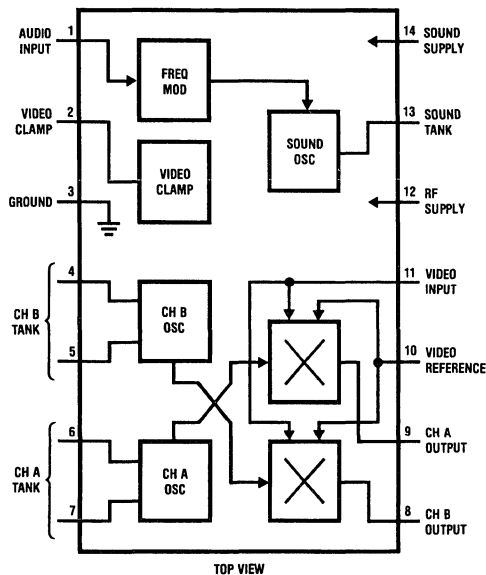 AUDIO
INPUT
1
FREQ
MOD
14
SOUND
SUPPLY
VIDEO
CLAMP
2
VIDEO
CLAMP
SOUND
OSC
13
SOUND
TANK
GROUND
3
12
RF
SUPPLY
CH B
TANK
4
5
CH B
OSC
11
VIDEO
INPUT
10
VIDEO
REFERENCE
CH A
TANK
6
7
CH A
OSC
9
CH A
OUTPUT
8
CH B
OUTPUT
TOP VIEW